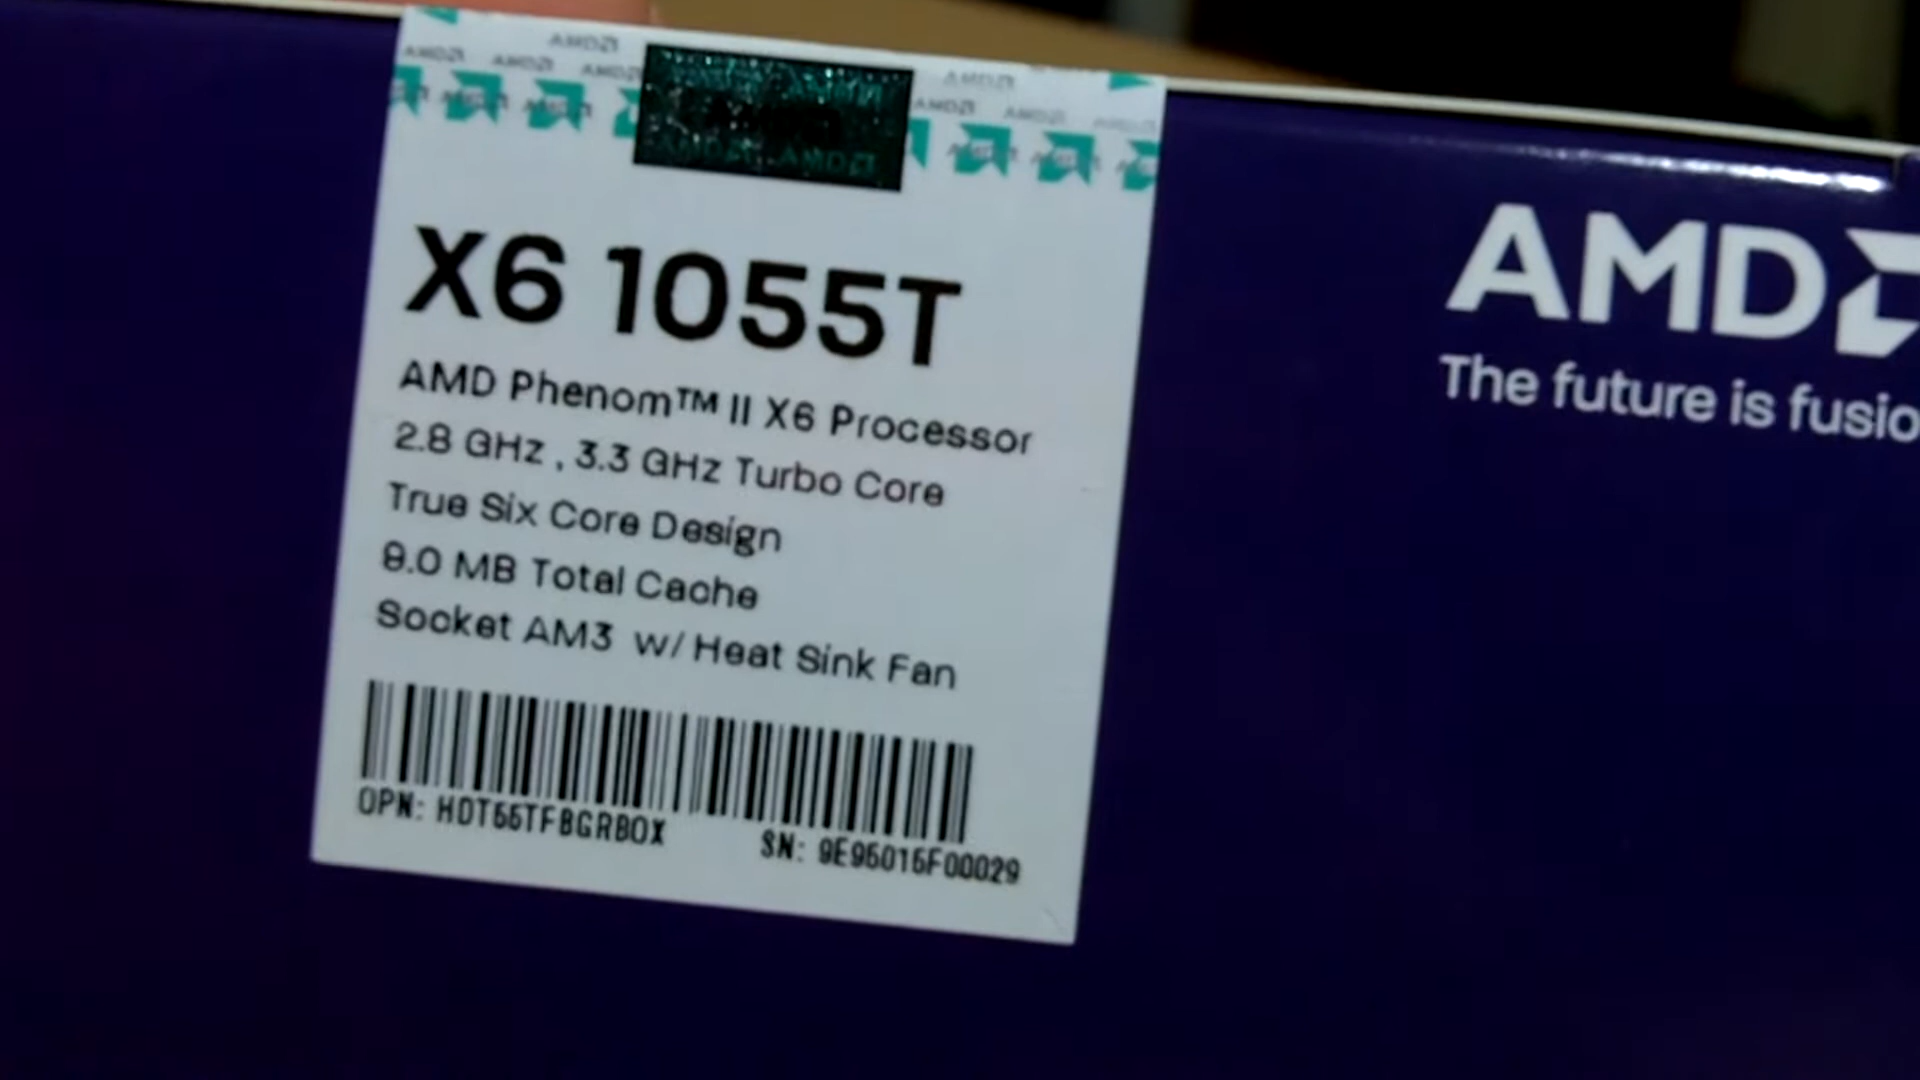 X6 1055T
AMD Phenom™ II X6 Processor
2.8 GHz , 3.3 GHz Turbo Core
True Six Core Design
9.0 MB Total Cache
Socket AM3 w/ Heat Sink Fan
OPN: HDT55TFBGRBOX
SN: 9E95015F00029
AMD
The future is fusio